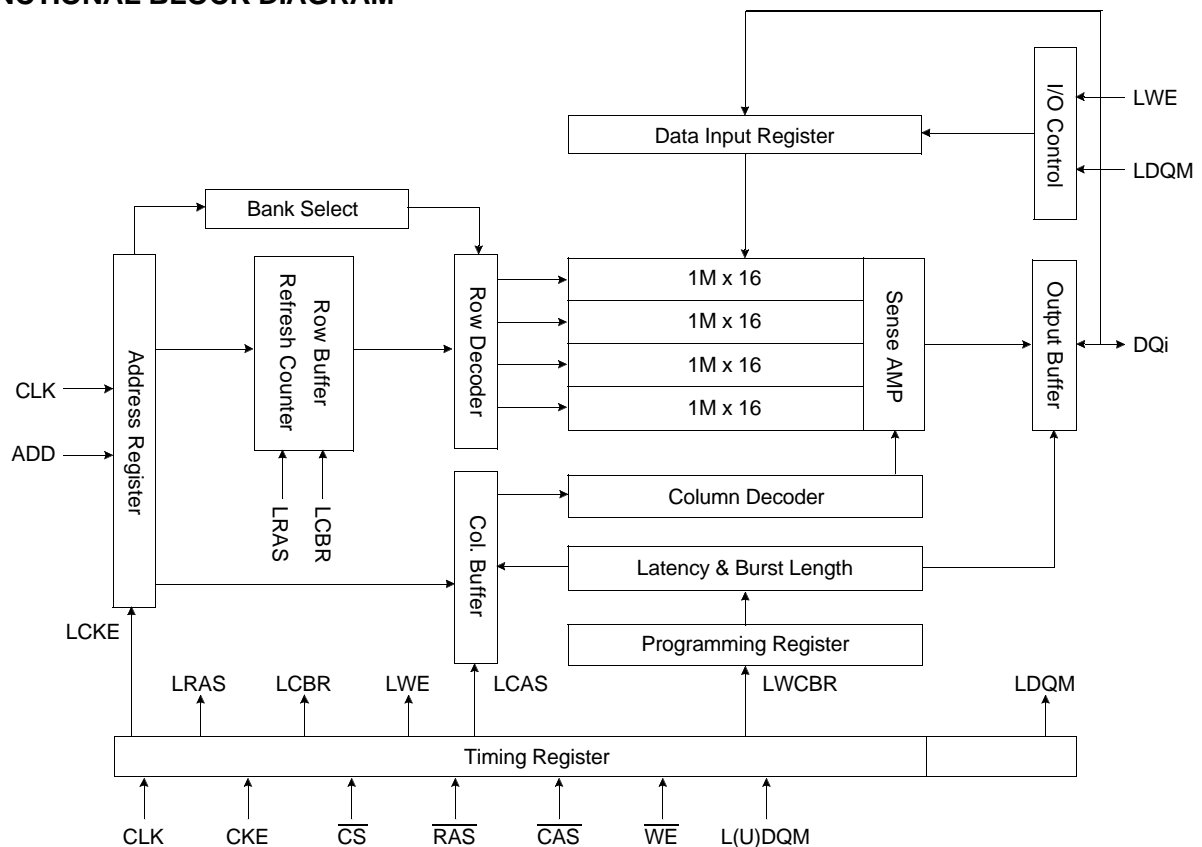 NCTIONAL BLOCK DIAGRAM
LWE
I/O Control
Data Input Register
LDQM
Bank Select
1M x 16
1M x 16
1M x 16
1M x 16
Refresh Counter
Row Buffer
Row Decoder
Sense AMP
Output Buffer
DQi
Address Register
CLK
ADD
LRAS
LCBR
Col. Buffer
Column Decoder
Latency & Burst Length
LCKE
Programming Register
LRAS
LCBR
LWE
LCAS
LWCBR
LDQM
Timing Register
CLK
CKE
CS
RAS
CAS
WE
L(U)DQM